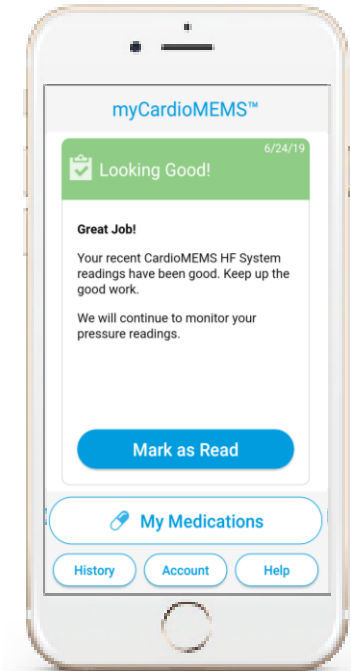 myCardioMEMS™
6/24/19
Looking Good!
Great Job!
Your recent CardioMEMS HF System
readings have been good. Keep up the
good work.
We will continue to monitor your
pressure readings.
Mark as Read
My Medications
History Account Help